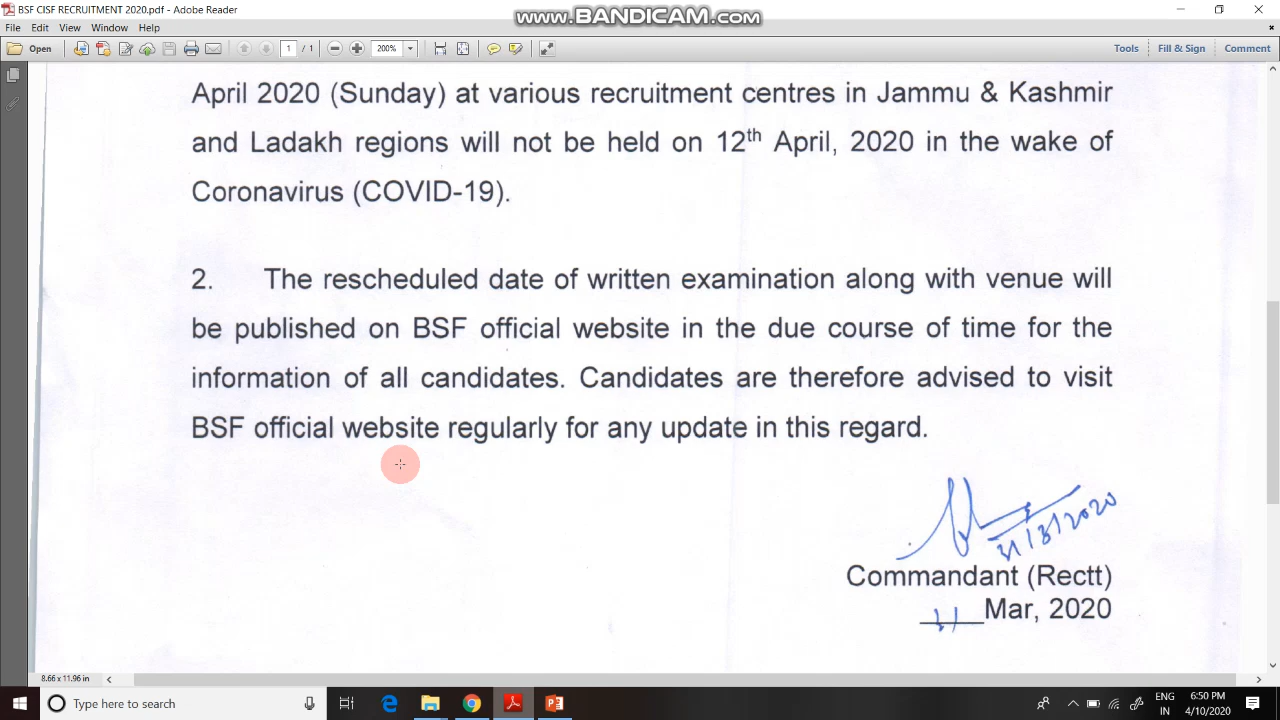 BSF CISF RECRUITMENT 2020.pdf - Adobe Reader
www.BANDICAM.com
File Edit View Window Help
Open 1 / 1 200% Tools Fill & Sign Comment
April 2020 (Sunday) at various recruitment centres in Jammu & Kashmir
and Ladakh regions will not be held on 12th April, 2020 in the wake of
Coronavirus (COVID-19).
2. The rescheduled date of written examination along with venue will
be published on BSF official website in the due course of time for the
information of all candidates. Candidates are therefore advised to visit
BSF official website regularly for any update in this regard.
31/3/2020
Commandant (Rectt)
31 Mar, 2020
8.66 x 11.96 in
Type here to search
ENG 6:50 PM
IN 4/10/2020